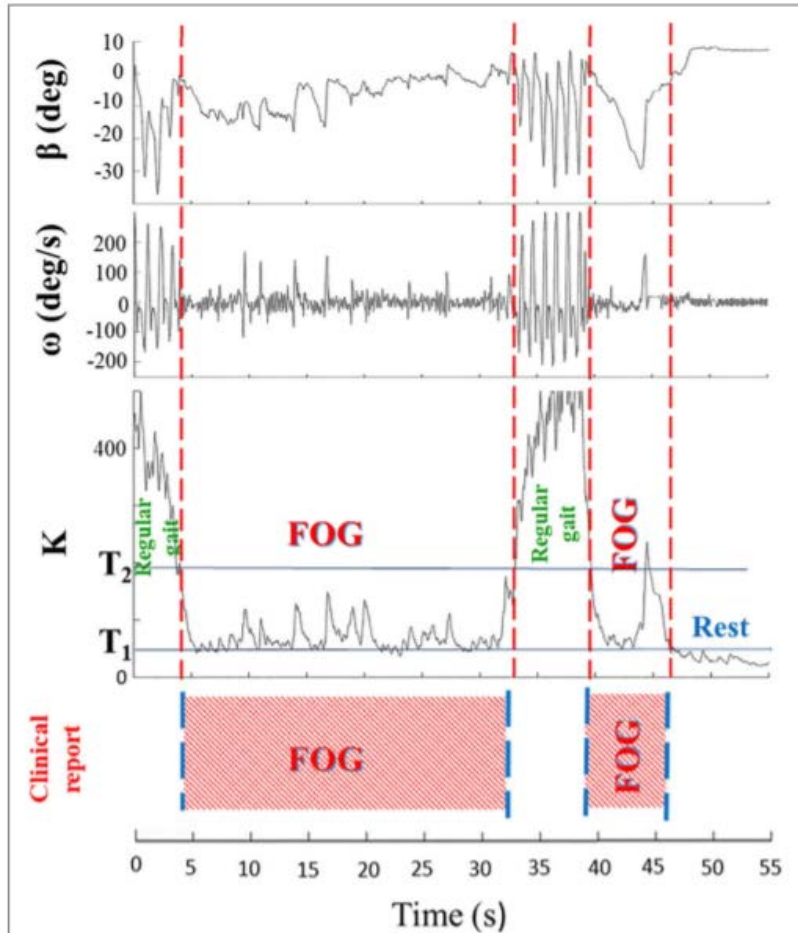 β (deg)
10
0
-10
-20
-30
ω (deg/s)
200
100
0
-100
-200
K
400
T2
T1
0
Regular
gait
FOG
Regular
gait
FOG
Rest
Clinical
report
FOG
FOG
0 5 10 15 20 25 30 35 40 45 50 55
Time (s)